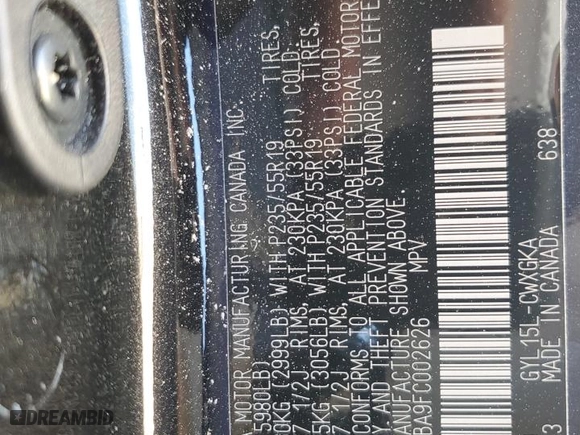 A MOTOR MANUFACTURING CANADA INC.
5980LB)
0KG (2999LB) WITH P235/55R19 TIRES,
7 1/2J RIMS, AT 230KPA (33PSI) COLD.
5KG (3056LB) WITH P235/55R19 TIRES,
7 1/2J RIMS, AT 230KPA (33PSI) COLD.
CONFORMS TO ALL APPLICABLE FEDERAL MOTOR
Y AND THEFT PREVENTION STANDARDS IN EFFE
ANUFACTURE SHOWN ABOVE.
BA9FC002626 MPV
GYL15L-CWXGKA
3 MADE IN CANADA 638
© DREAMBID